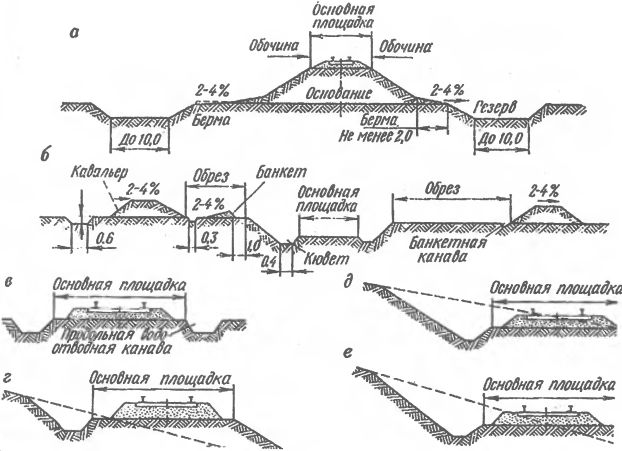 а
Основная
площадка
Обочина
Обочина
2-4%
2-4%
Основание
Берма
Берма
Резерв
До 10,0
Не менее 2,0
До 10,0
б
Кавальер
Обрез
Банкет
2-4%
2-4%
Основная
площадка
Обрез
2-4%
0,6
0,3
1,0
0,4
Кювет
Банкетная
канава
в
Основная площадка
Продольная водо-
отводная канава
д
Основная площадка
г
Основная площадка
е
Основная площадка